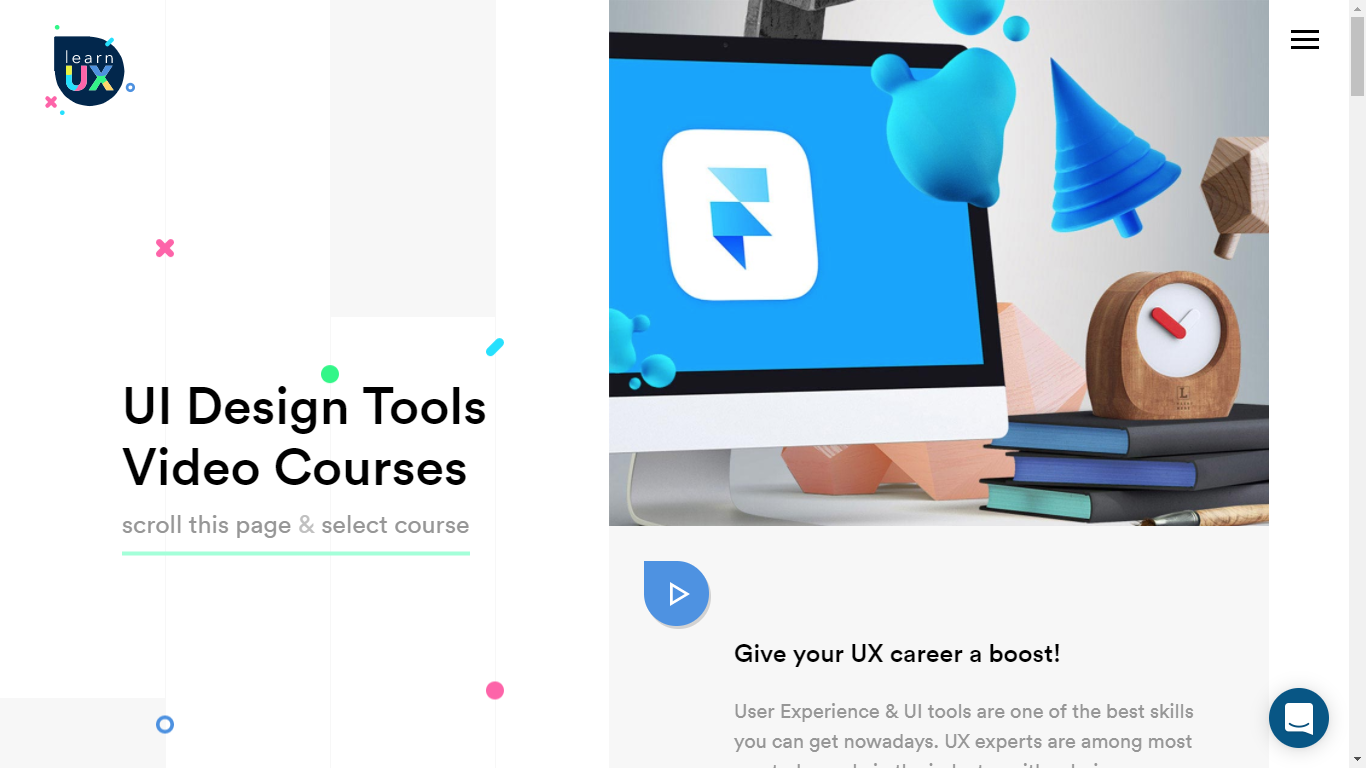 learn
UX
UI Design Tools
Video Courses
scroll this page & select course
L
Give your UX career a boost!
User Experience & UI tools are one of the best skills
you can get nowadays. UX experts are among most